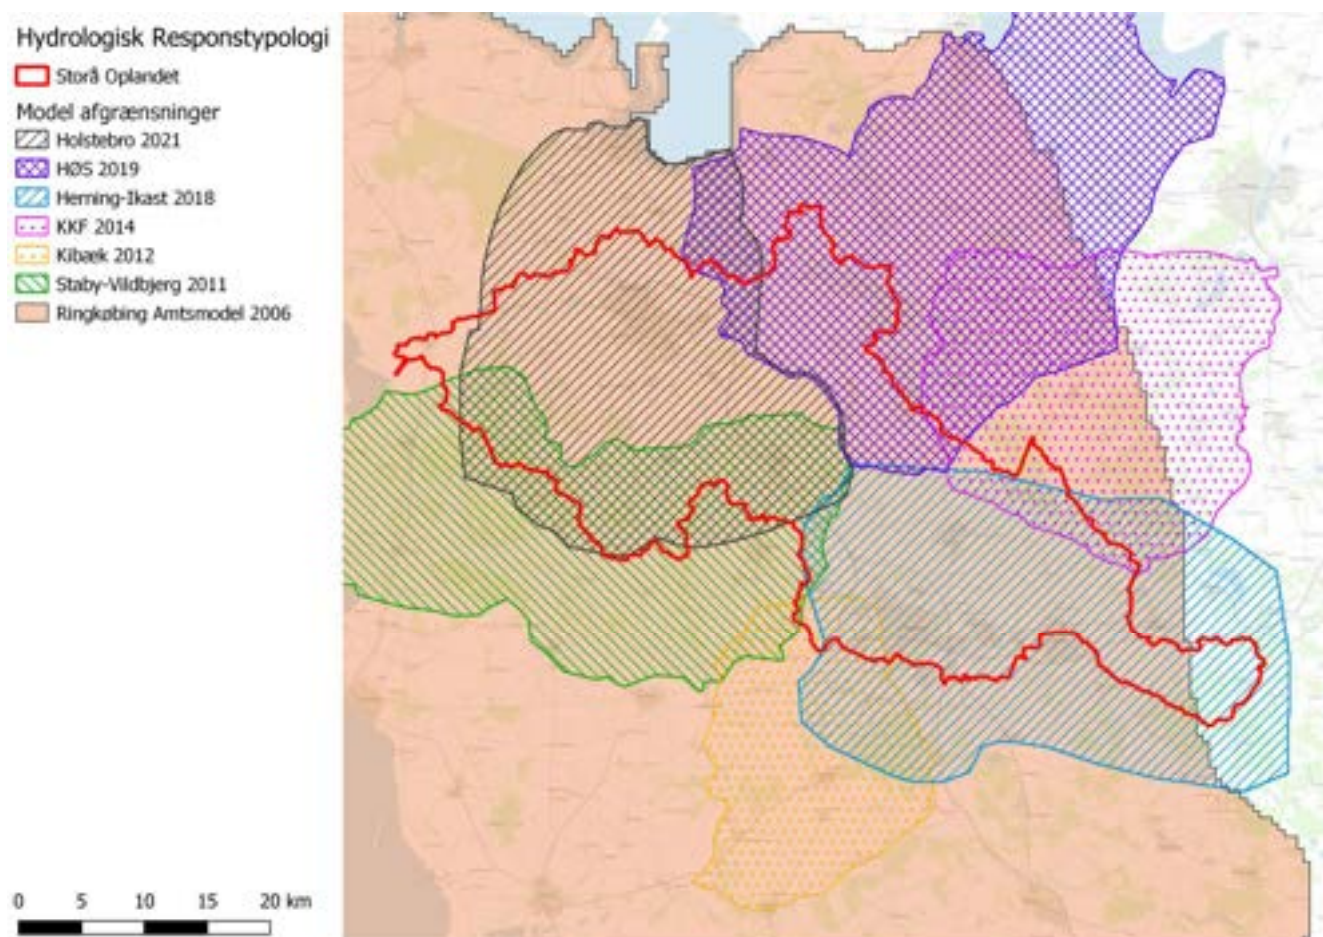 Hydrologisk Responstypologi
Storå Oplandet
Model afgrænsninger
Holstebro 2021
HØS 2019
Herning-Ikast 2018
KKF 2014
Kibæk 2012
Staby-Vildbjerg 2011
Ringkøbing Amtsmodel 2006
0 5 10 15 20 km